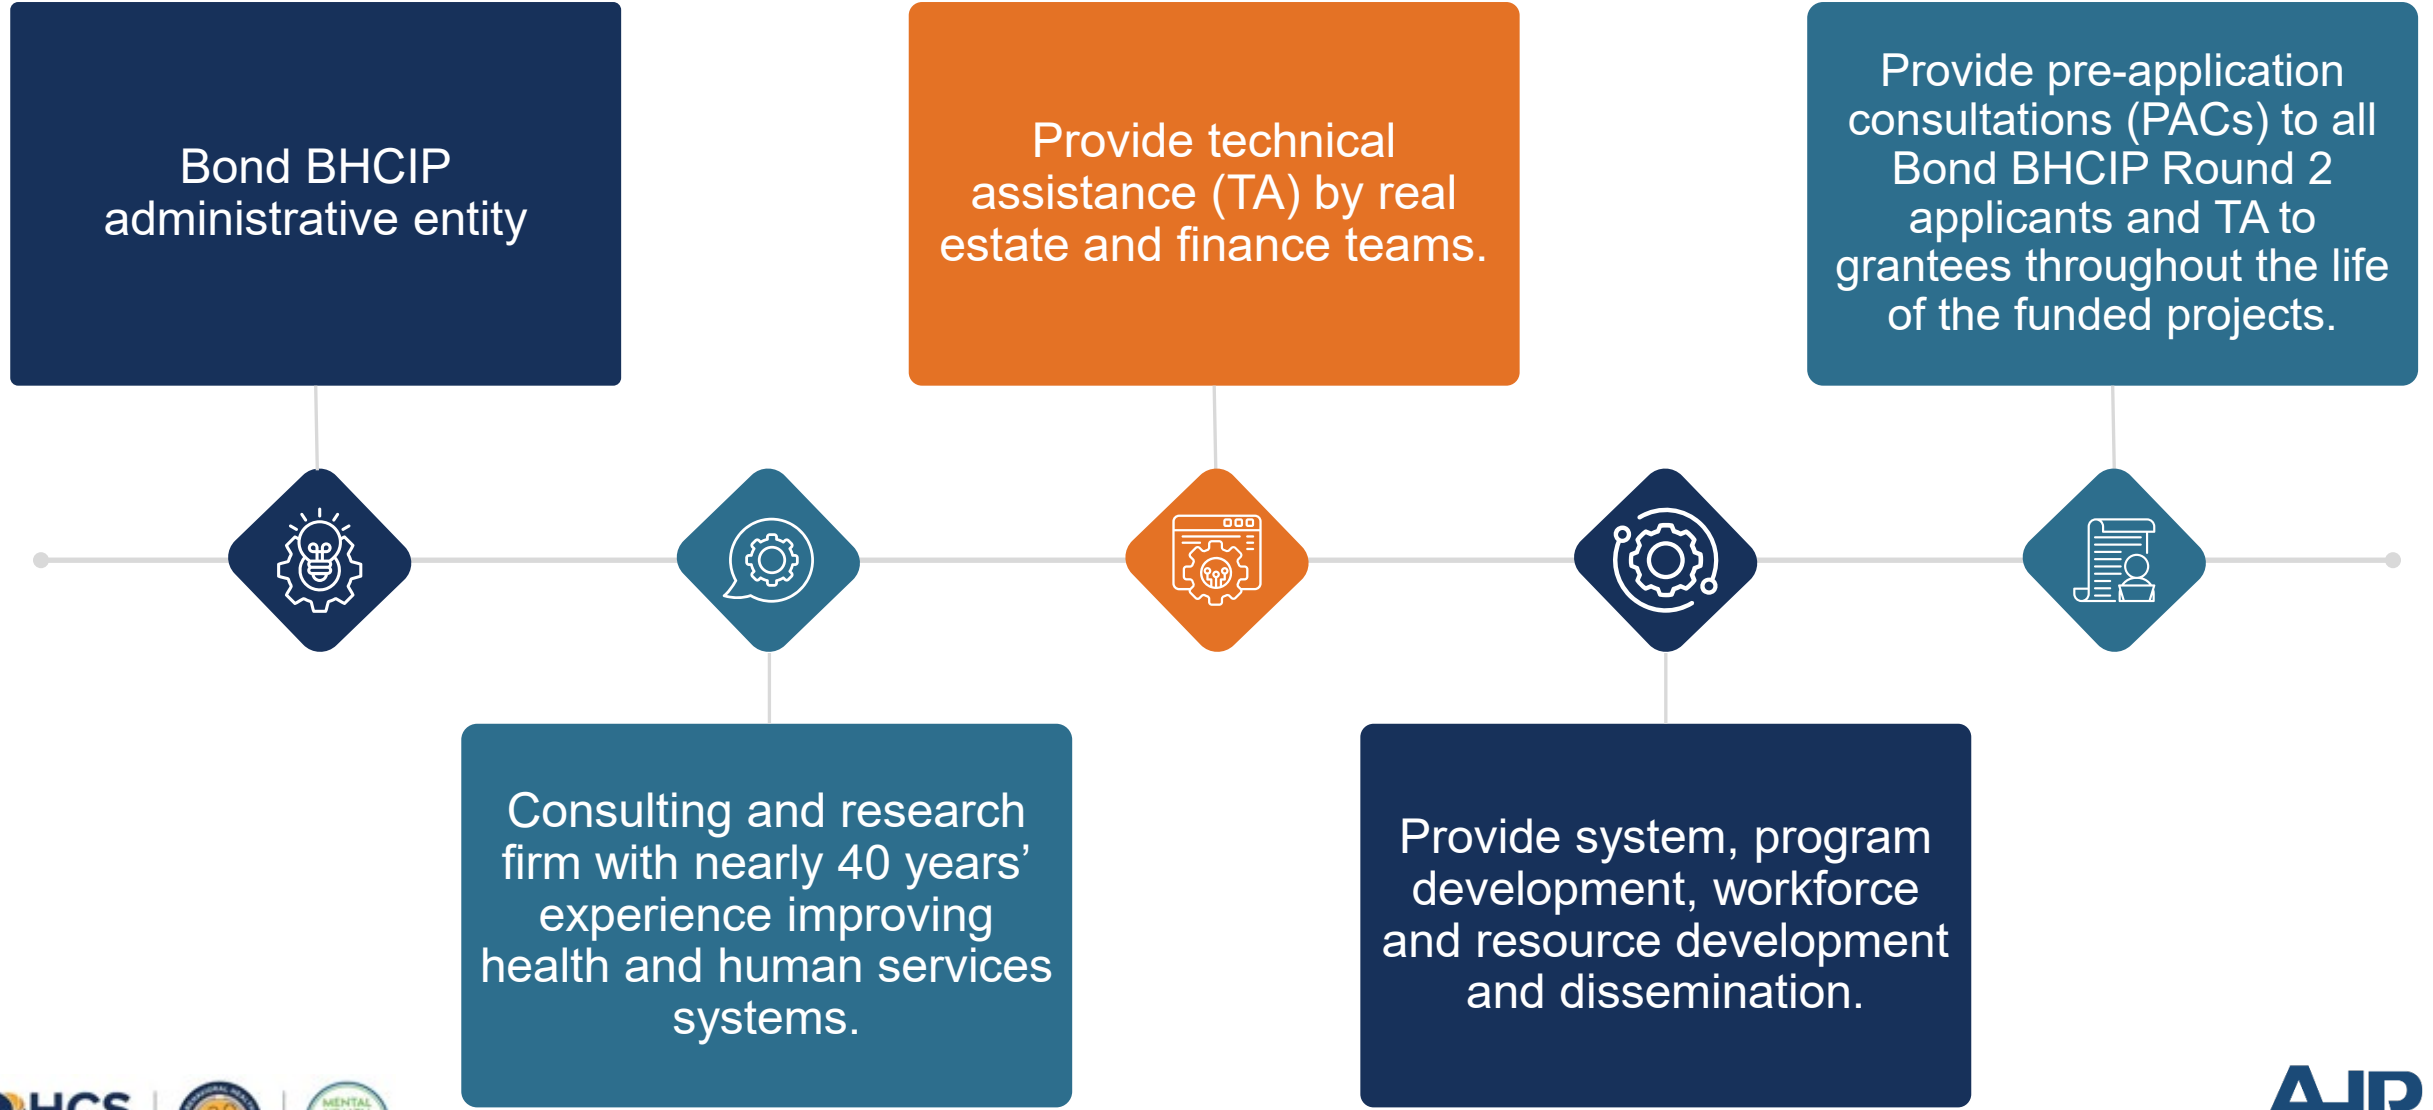 Bond BHCIP
administrative entity
Consulting and research
firm with nearly 40 years’
experience improving
health and human services
systems.
Provide technical
assistance (TA) by real
estate and finance teams.
Provide system, program
development, workforce
and resource development
and dissemination.
Provide pre-application
consultations (PACs) to all
Bond BHCIP Round 2
applicants and TA to
grantees throughout the life
of the funded projects.
HCS
MENTAL